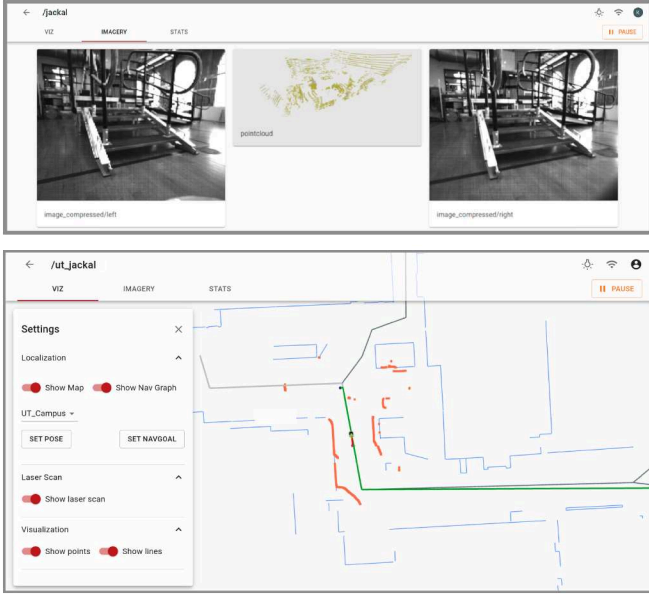 ← /jackal
VIZ IMAGERY STATS
PAUSE
image_compressed/left
pointcloud
image_compressed/right
← /ut_jackal
VIZ IMAGERY STATS
PAUSE
Settings
Localization
Show Map Show Nav Graph
UT_Campus
SET POSE SET NAVGOAL
Laser Scan
Show laser scan
Visualization
Show points Show lines